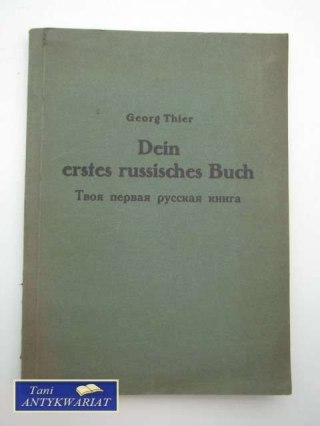 Georg Thier
Dein
erstes russisches Buch
Твоя первая русская книга
Tani
ANTYKWARIAT